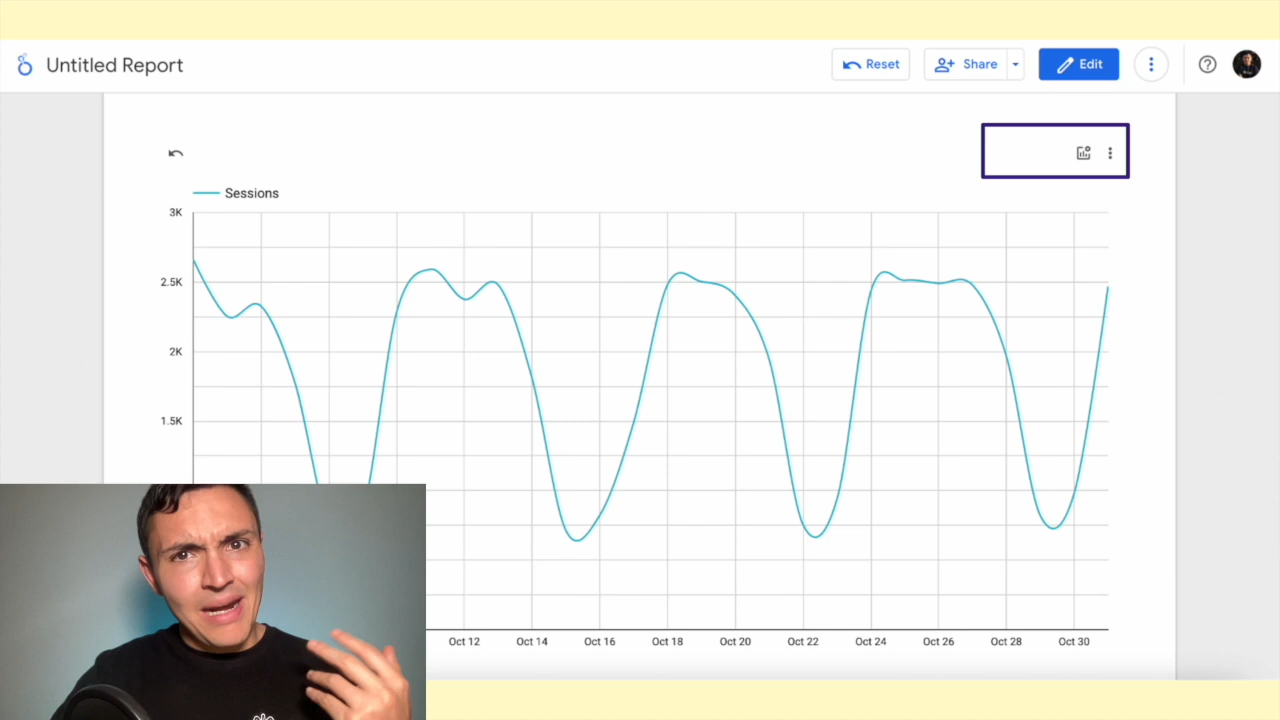 Untitled Report
Reset
Share
Edit
Sessions
3K
2.5K
2K
1.5K
Oct 12 Oct 14 Oct 16 Oct 18 Oct 20 Oct 22 Oct 24 Oct 26 Oct 28 Oct 30